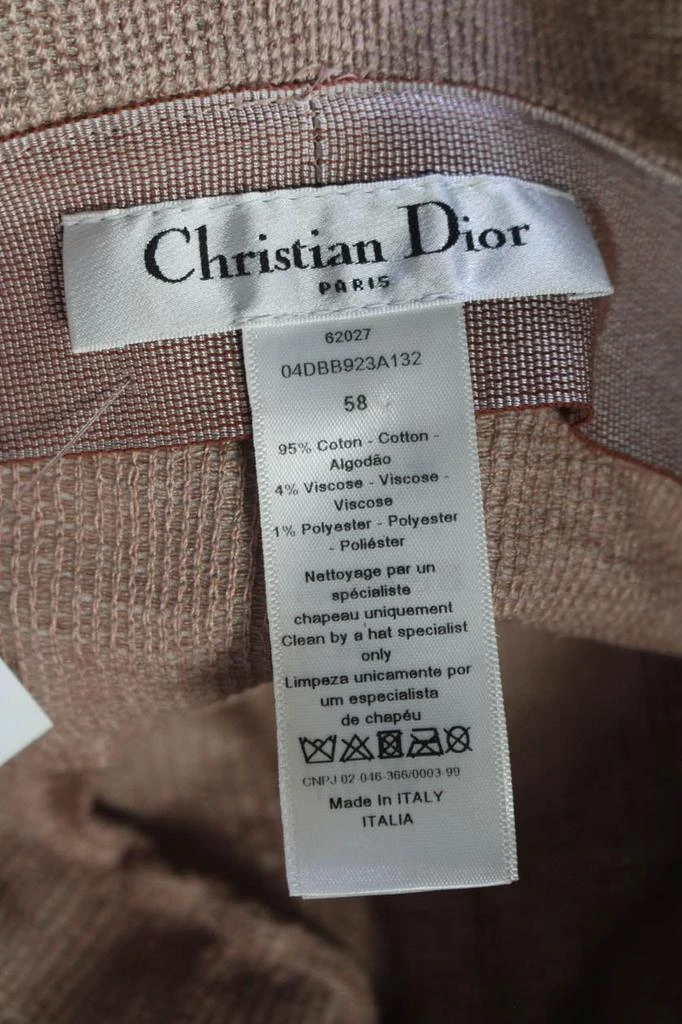 Christian Dior
PARIS
62027
04DBB923A132
58
95% Coton - Cotton -
Algodão
4% Viscose - Viscose -
Viscose
1% Polyester - Polyester
- Poliéster
Nettoyage par un
spécialiste
chapeau uniquement
Clean by a hat specialist
only
Limpeza unicamente por
um especialista
de chapéu
CNPJ 02 046-366/0003-99
Made In ITALY
ITALIA